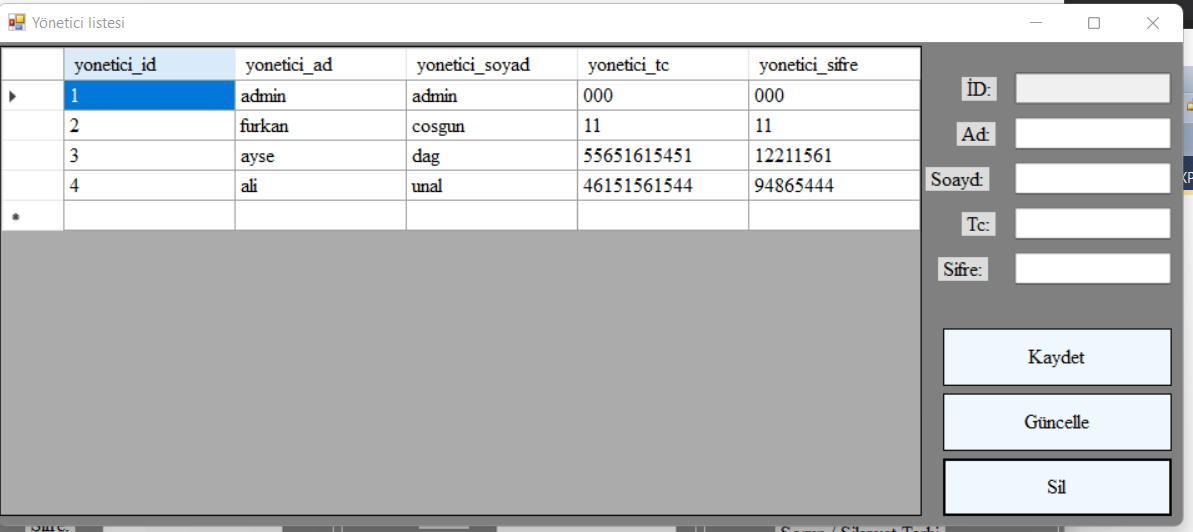 Yönetici listesi
yonetici_id yonetici_ad yonetici_soyad yonetici_tc yonetici_sifre
1 admin admin 000 000
2 furkan cosgun 11 11
3 ayse dag 55651615451 12211561
4 ali unal 46151561544 94865444
İD:
Ad:
Soayd:
Tc:
Sifre:
Kaydet
Güncelle
Sil